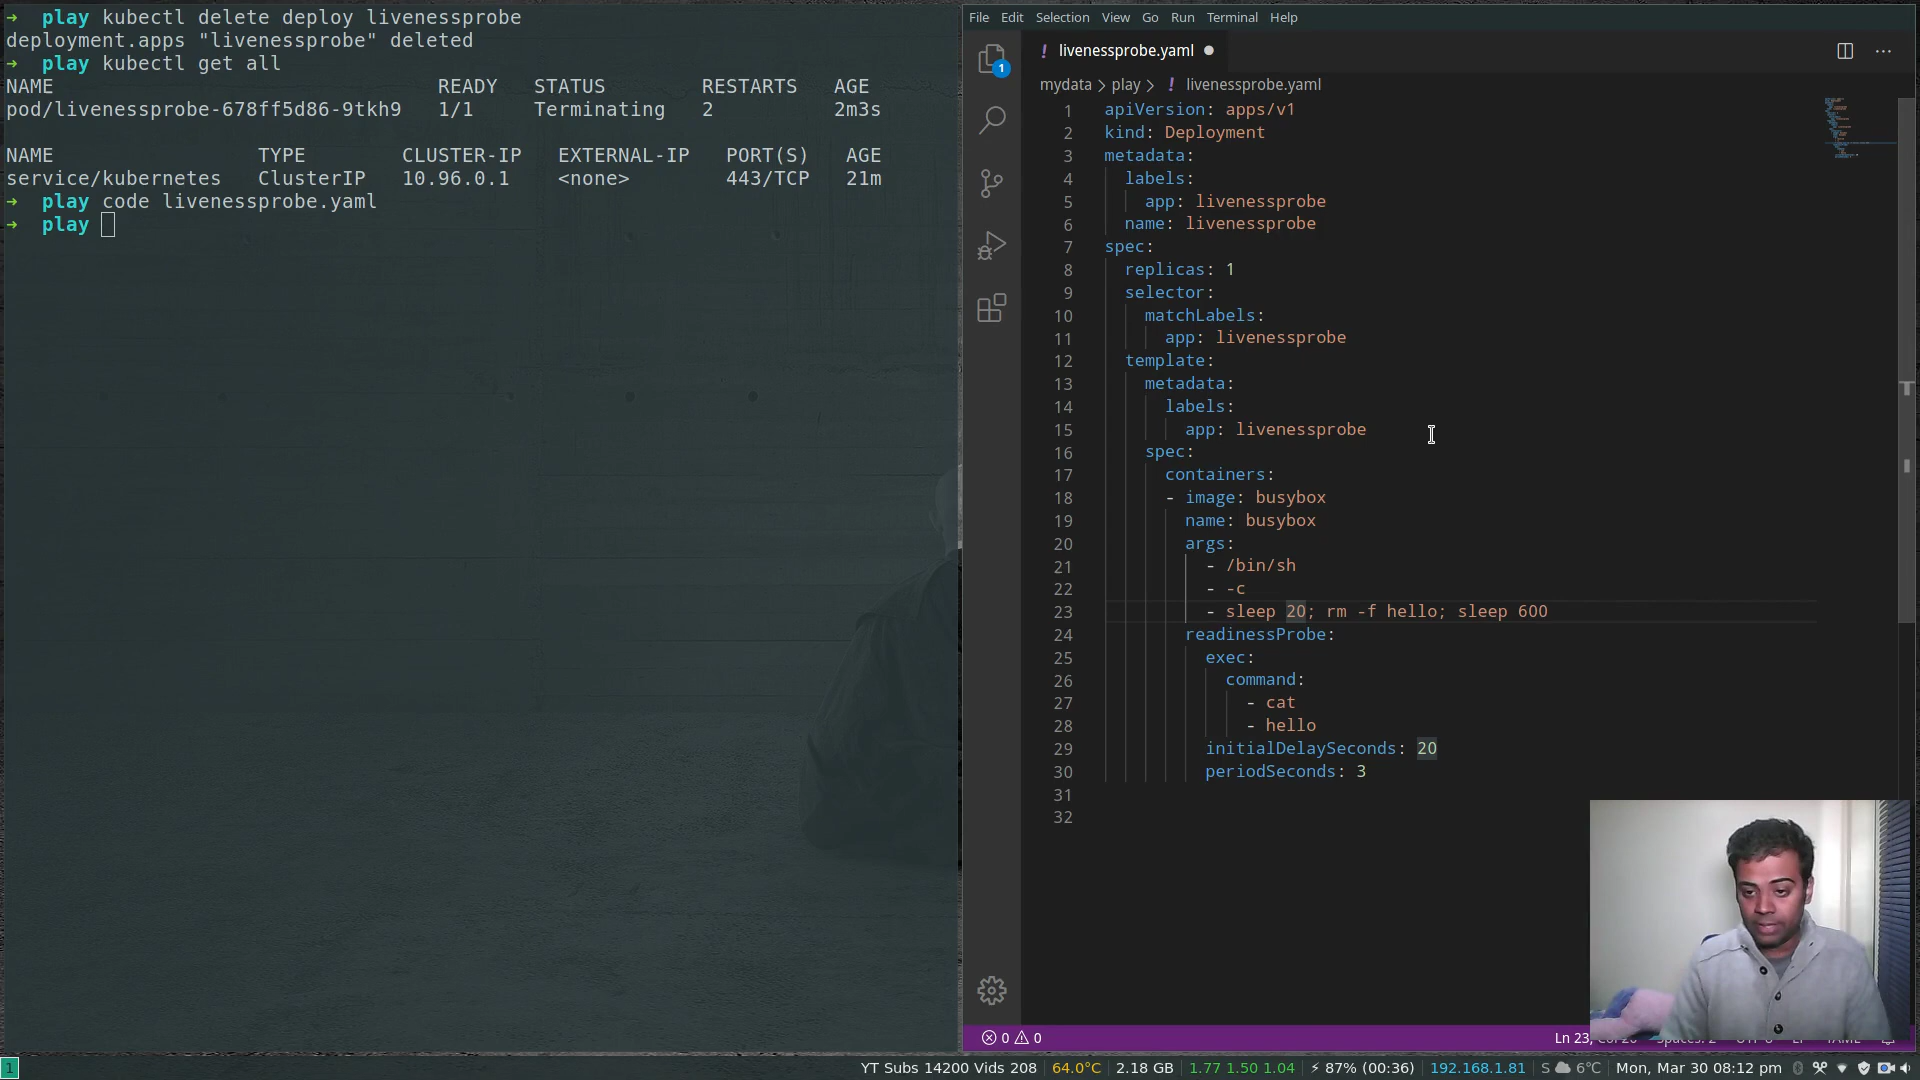 ➜ play kubectl delete deploy livenessprobe
deployment.apps "livenessprobe" deleted
➜ play kubectl get all
NAME READY STATUS RESTARTS AGE
pod/livenessprobe-678ff5d86-9tkh9 1/1 Terminating 2 2m3s
NAME TYPE CLUSTER-IP EXTERNAL-IP PORT(S) AGE
service/kubernetes ClusterIP 10.96.0.1 <none> 443/TCP 21m
➜ play code livenessprobe.yaml
➜ play
File Edit Selection View Go Run Terminal Help
! livenessprobe.yaml
1
mydata > play > ! livenessprobe.yaml
1 apiVersion: apps/v1
2 kind: Deployment
3 metadata:
4 labels:
5 app: livenessprobe
6 name: livenessprobe
7 spec:
8 replicas: 1
9 selector:
10 matchLabels:
11 app: livenessprobe
12 template:
13 metadata:
14 labels:
15 app: livenessprobe
16 spec:
17 containers:
18 - image: busybox
19 name: busybox
20 args:
21 - /bin/sh
22 - -c
23 - sleep 20; rm -f hello; sleep 600
24 readinessProbe:
25 exec:
26 command:
27 - cat
28 - hello
29 initialDelaySeconds: 20
30 periodSeconds: 3
31
32
0 0 Ln 23,
1 YT Subs 14200 Vids 208 64.0°C 2.18 GB 1.77 1.50 1.04 87% (00:36) 192.168.1.81 S 6°C Mon, Mar 30 08:12 pm